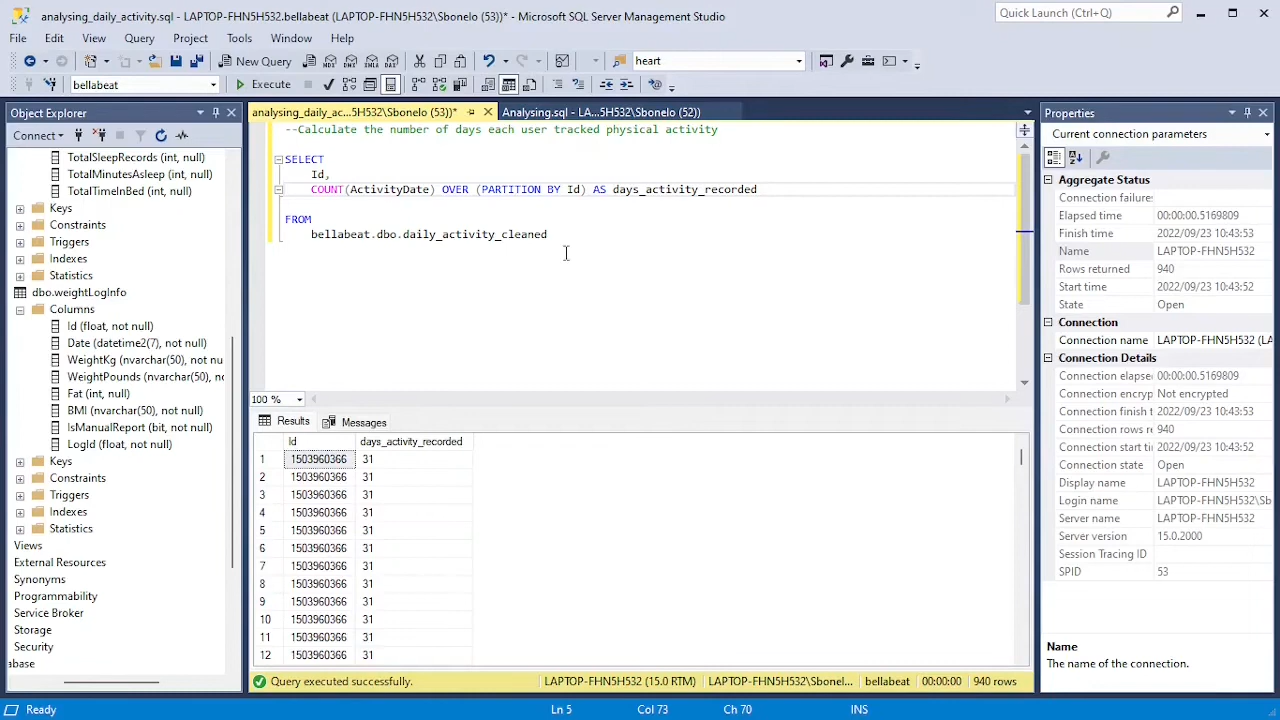 analysing_daily_activity.sql - LAPTOP-FHN5H532.bellabeat (LAPTOP-FHN5H532\Sbonelo (53))* - Microsoft SQL Server Management Studio
Quick Launch (Ctrl+Q)
File Edit View Query Project Tools Window Help
New Query
heart
bellabeat
Execute
Object Explorer
analysing_daily_ac...5H532\Sbonelo (53))*
Analysing.sql - LA...5H532\Sbonelo (52))
Properties
Connect
Current connection parameters
TotalSleepRecords (int, null)
TotalMinutesAsleep (int, null)
TotalTimeInBed (int, null)
Keys
Constraints
Triggers
Indexes
Statistics
dbo.weightLogInfo
Columns
Id (float, not null)
Date (datetime2(7), not null)
WeightKg (nvarchar(50), not nu
WeightPounds (nvarchar(50), no
Fat (int, null)
BMI (nvarchar(50), not null)
IsManualReport (bit, not null)
LogId (float, not null)
Keys
Constraints
Triggers
Indexes
Statistics
Views
External Resources
Synonyms
Programmability
Service Broker
Storage
Security
abase
--Calculate the number of days each user tracked physical activity
SELECT
Id,
COUNT(ActivityDate) OVER (PARTITION BY Id) AS days_activity_recorded
FROM
bellabeat.dbo.daily_activity_cleaned
100 %
Results Messages
Id days_activity_recorded
1 1503960366 31
2 1503960366 31
3 1503960366 31
4 1503960366 31
5 1503960366 31
6 1503960366 31
7 1503960366 31
8 1503960366 31
9 1503960366 31
10 1503960366 31
11 1503960366 31
12 1503960366 31
Query executed successfully.
LAPTOP-FHN5H532 (15.0 RTM)
LAPTOP-FHN5H532\Sbonel...
bellabeat
00:00:00
940 rows
Aggregate Status
Connection failures
Elapsed time 00:00:00.5169809
Finish time 2022/09/23 10:43:53
Name LAPTOP-FHN5H532
Rows returned 940
Start time 2022/09/23 10:43:52
State Open
Connection
Connection name LAPTOP-FHN5H532 (LA
Connection Details
Connection elapse 00:00:00.5169809
Connection encryp Not encrypted
Connection finish t 2022/09/23 10:43:53
Connection rows re 940
Connection start ti 2022/09/23 10:43:52
Connection state Open
Display name LAPTOP-FHN5H532
Login name LAPTOP-FHN5H532\Sb
Server name LAPTOP-FHN5H532
Server version 15.0.2000
Session Tracing ID
SPID 53
Name
The name of the connection.
Ready
Ln 5
Col 73
Ch 70
INS